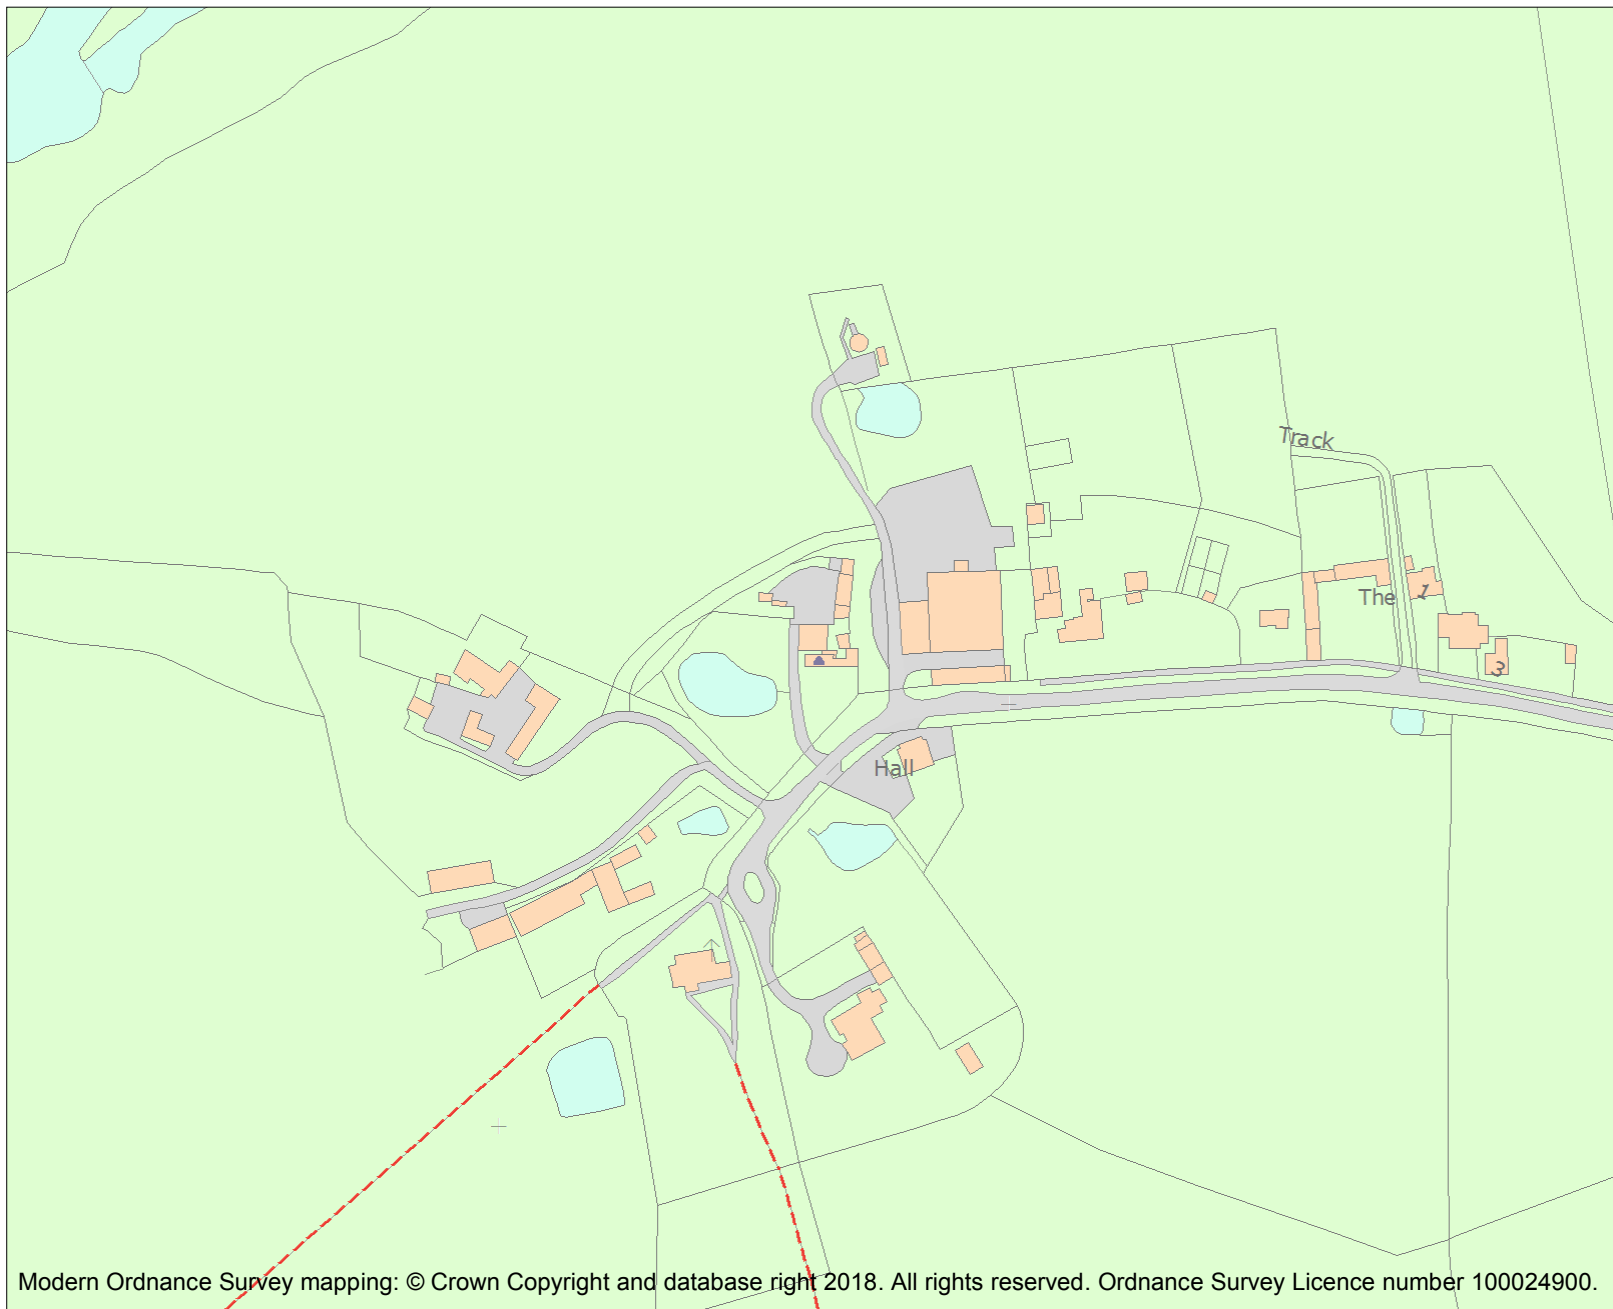 Track
The
1
3
Hall
Modern Ordnance Survey mapping: © Crown Copyright and database right 2018. All rights reserved. Ordnance Survey Licence number 100024900.